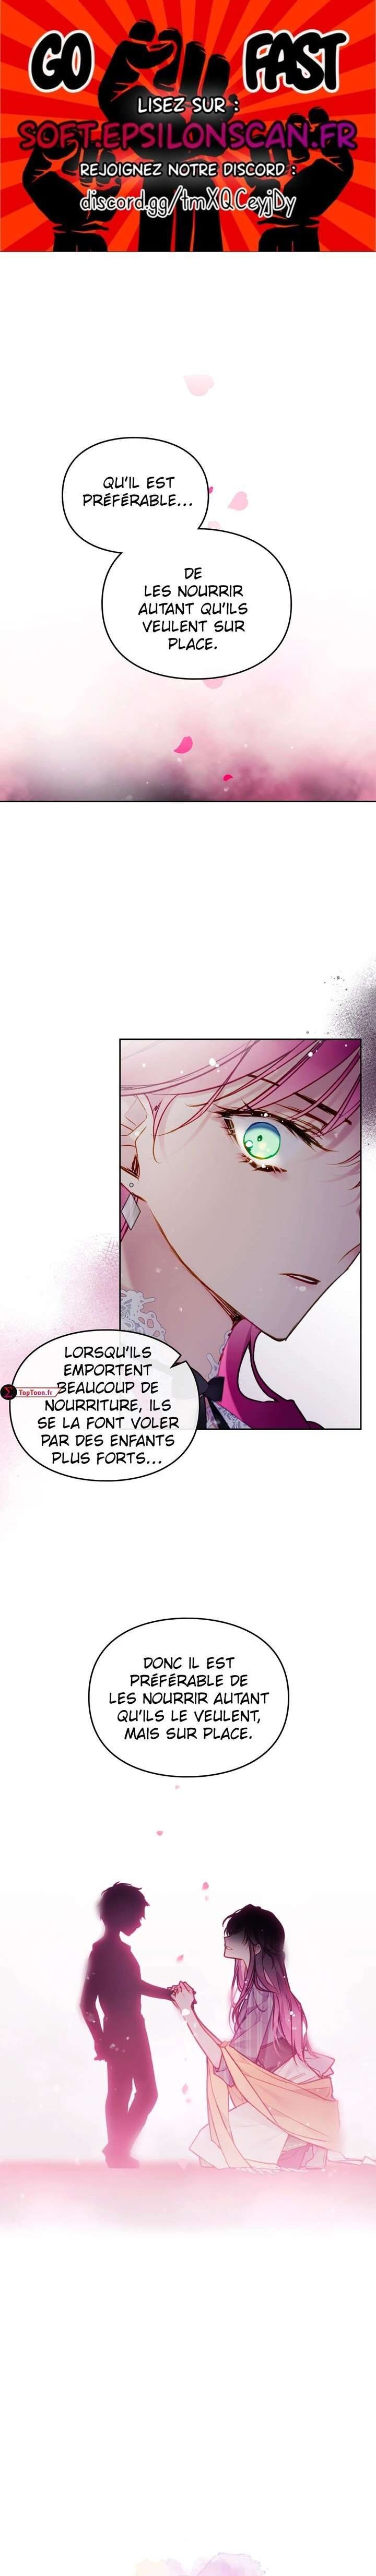 GO FAST
LISEZ SUR :
SOFT.EPSILONSCAN.FR
REJOIGNEZ NOTRE DISCORD :
discord.gg/tmXQCeyjDy
QU'IL EST
PRÉFÉRABLE...
DE
LES NOURRIR
AUTANT QU'ILS
VEULENT SUR
PLACE.
LORSQU'ILS
EMPORTENT
BEAUCOUP DE
NOURRITURE, ILS
SE LA FONT VOLER
PAR DES ENFANTS
PLUS FORTS...
TopToon.fr
DONC IL EST
PRÉFÉRABLE DE
LES NOURRIR AUTANT
QU'ILS LE VEULENT,
MAIS SUR PLACE.